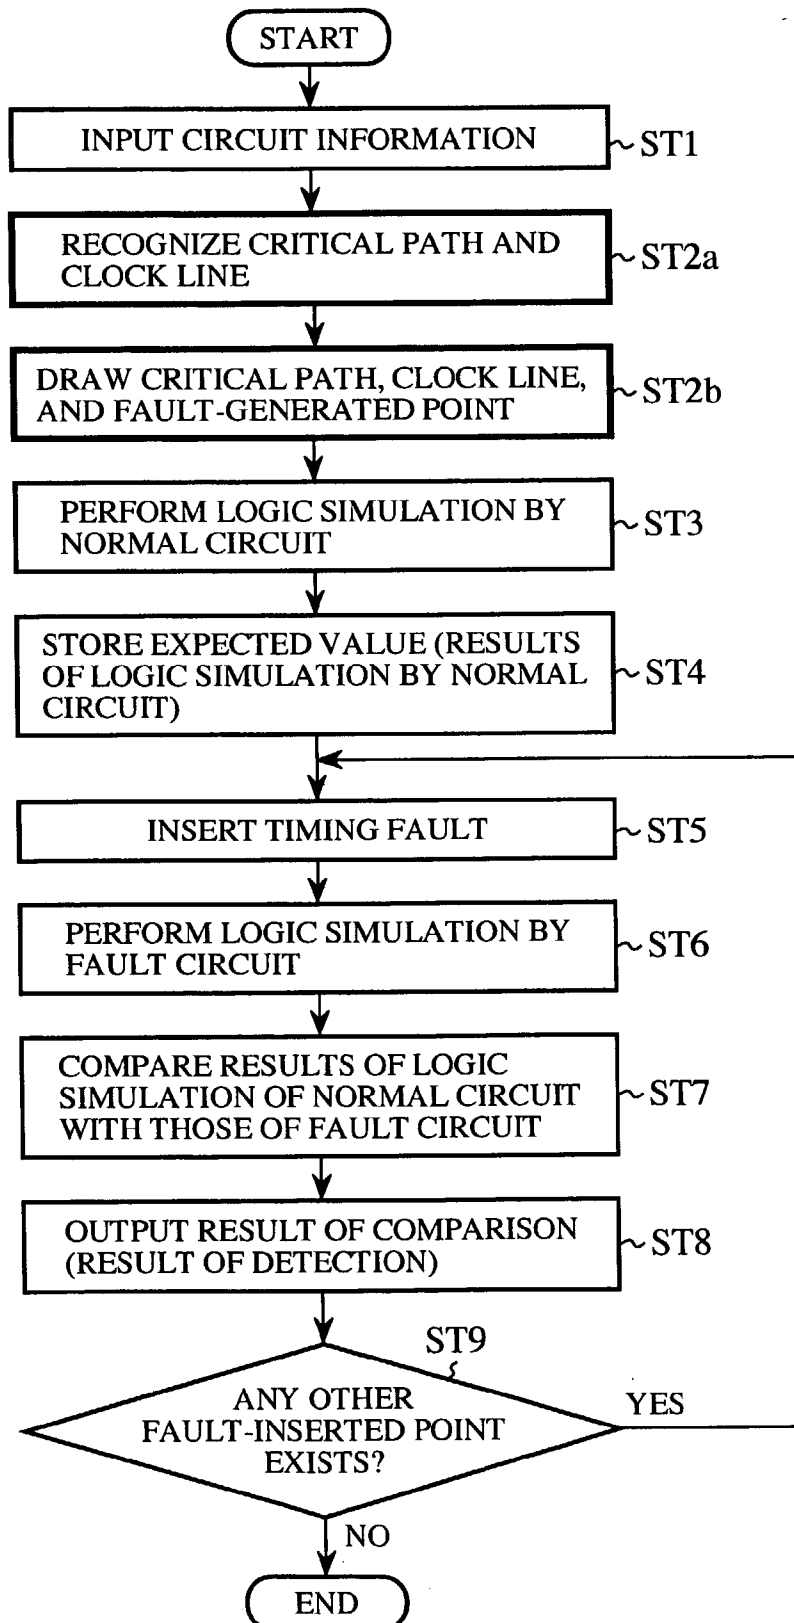 START
INPUT CIRCUIT INFORMATION
ST1
RECOGNIZE CRITICAL PATH AND
CLOCK LINE
ST2a
DRAW CRITICAL PATH, CLOCK LINE,
AND FAULT-GENERATED POINT
ST2b
PERFORM LOGIC SIMULATION BY
NORMAL CIRCUIT
ST3
STORE EXPECTED VALUE (RESULTS
OF LOGIC SIMULATION BY NORMAL
CIRCUIT)
ST4
INSERT TIMING FAULT
ST5
PERFORM LOGIC SIMULATION BY
FAULT CIRCUIT
ST6
COMPARE RESULTS OF LOGIC
SIMULATION OF NORMAL CIRCUIT
WITH THOSE OF FAULT CIRCUIT
ST7
OUTPUT RESULT OF COMPARISON
(RESULT OF DETECTION)
ST8
ST9
ANY OTHER
FAULT-INSERTED POINT
EXISTS?
YES
NO
END